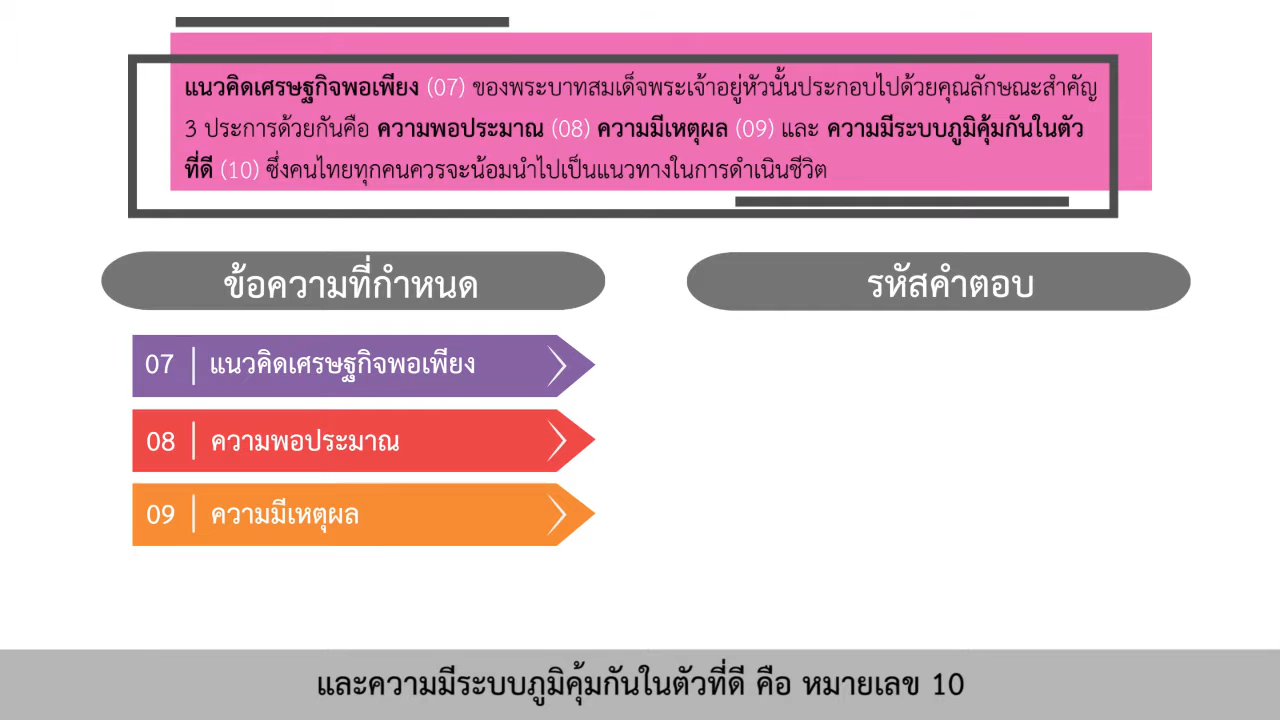 แนวคิดเศรษฐกิจพอเพียง (07) ของพระบาทสมเด็จพระเจ้าอยู่หัวนั้นประกอบไปด้วยคุณลักษณะสำคัญ
3 ประการด้วยกันคือ ความพอประมาณ (08) ความมีเหตุผล (09) และ ความมีระบบภูมิคุ้มกันในตัว
ที่ดี (10) ซึ่งคนไทยทุกคนควรจะน้อมนำไปเป็นแนวทางในการดำเนินชีวิต
ข้อความที่กำหนด
รหัสคำตอบ
07 แนวคิดเศรษฐกิจพอเพียง
08 ความพอประมาณ
09 ความมีเหตุผล
และความมีระบบภูมิคุ้มกันในตัวที่ดี คือ หมายเลข 10